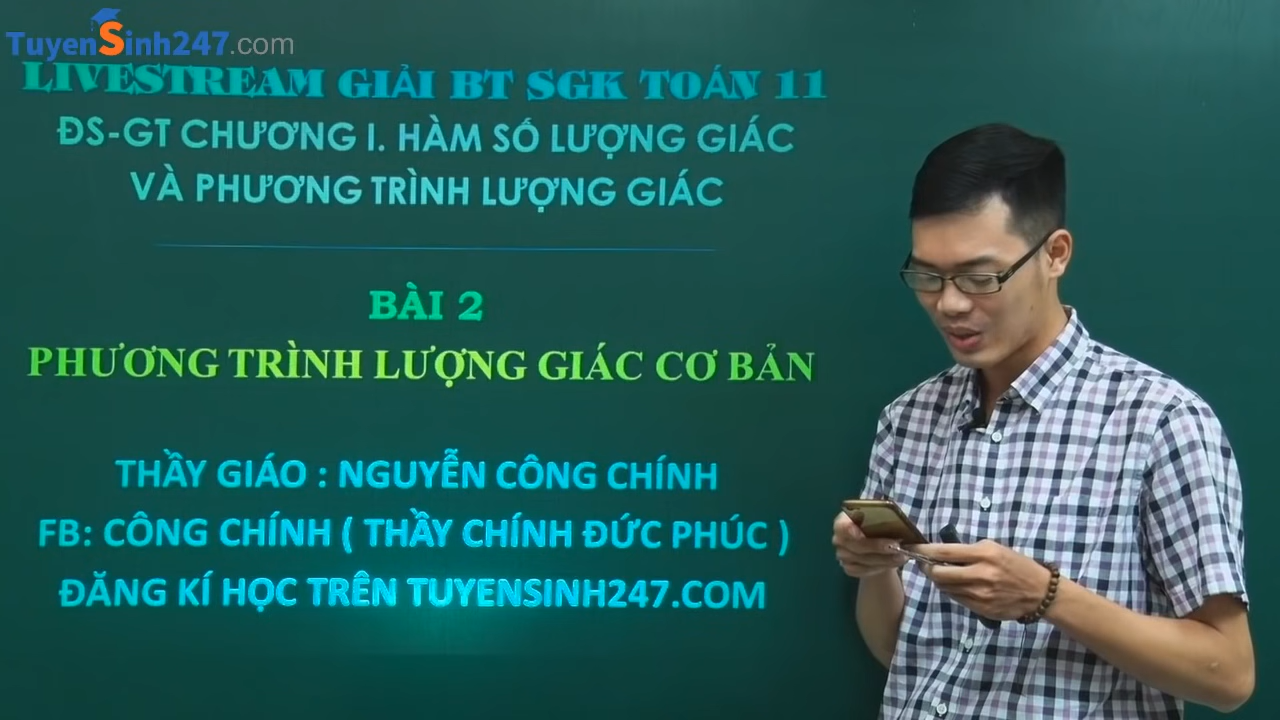 TuyenSinh247.com
LIVESTREAM GIẢI BT SGK TOÁN 11
ĐS-GT CHƯƠNG I. HÀM SỐ LƯỢNG GIÁC
VÀ PHƯƠNG TRÌNH LƯỢNG GIÁC
BÀI 2
PHƯƠNG TRÌNH LƯỢNG GIÁC CƠ BẢN
THẦY GIÁO : NGUYỄN CÔNG CHÍNH
FB: CÔNG CHÍNH ( THẦY CHÍNH ĐỨC PHÚC )
ĐĂNG KÍ HỌC TRÊN TUYENSINH247.COM